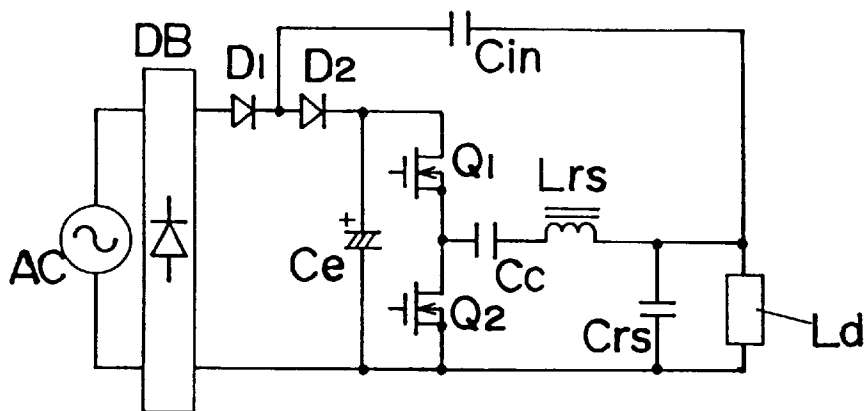 DB
D1
D2
Cin
Q1
Lrs
AC
+
Ce
Cc
Q2
Crs
Ld